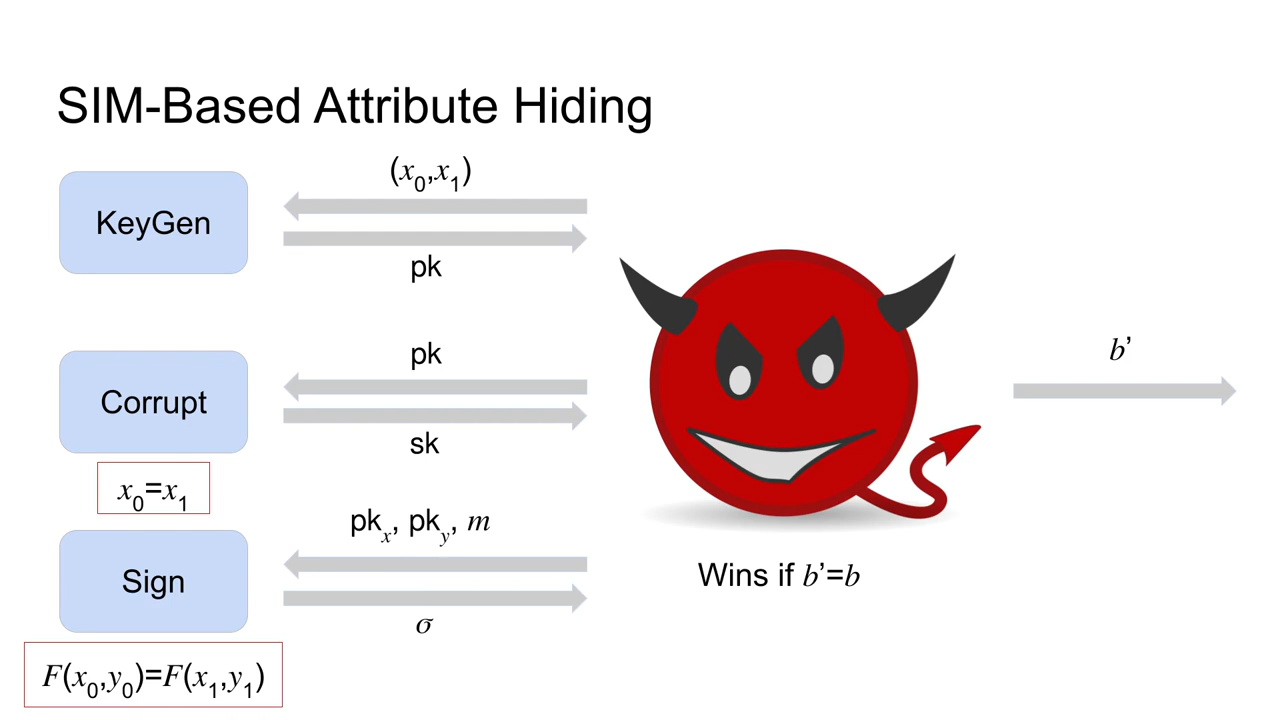 SIM-Based Attribute Hiding
(x0,x1)
KeyGen
pk
pk
Corrupt
sk
x0=x1
pkx, pky, m
Sign
σ
F(x0,y0)=F(x1,y1)
b’
Wins if b’=b